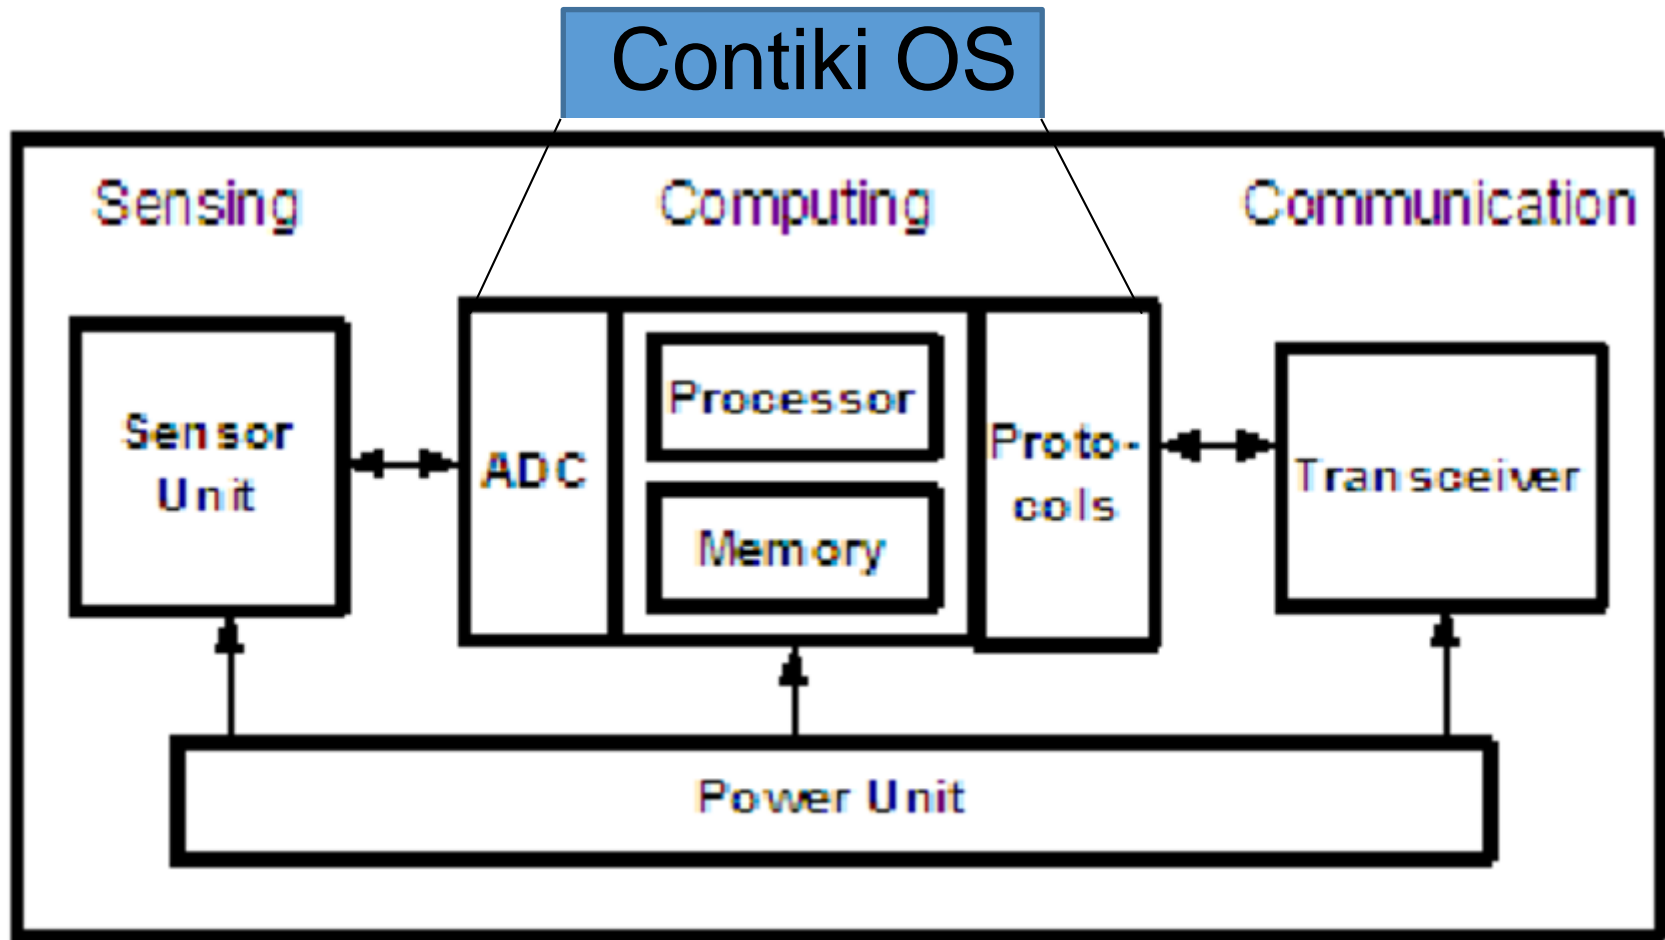 Contiki OS
Sensing
Computing
Communication
Sensor
Unit
ADC
Processor
Memory
Proto-
cols
Transceiver
Power Unit